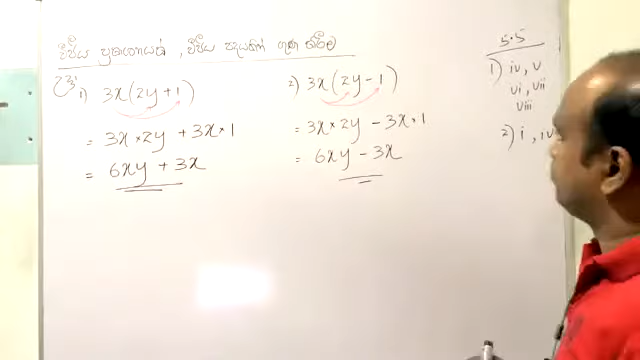 වීජීය ප්‍රකාශනයක්, වීජීය පදයකින් ගුණ කිරීම
උදා:
1) 3x(2y+1)
= 3x×2y + 3x×1
= 6xy + 3x
2) 3x(2y-1)
= 3x×2y - 3x×1
= 6xy - 3x
5.5
1) iv, v
vi, vii
viii
2) i, iv